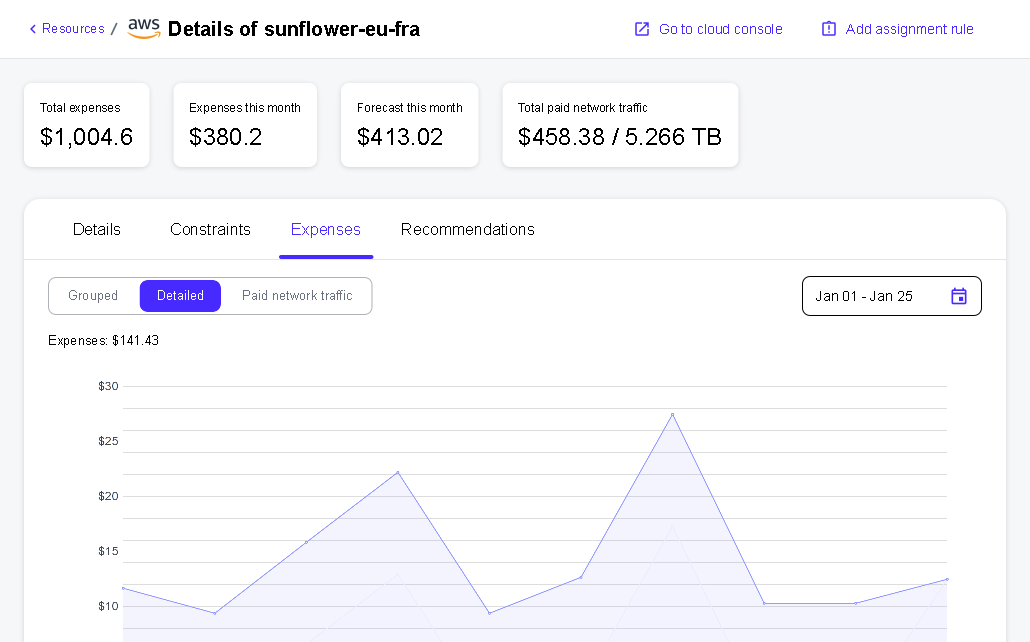 Resources / aws Details of sunflower-eu-fra Go to cloud console Add assignment rule
Total expenses
$1,004.6
Expenses this month
$380.2
Forecast this month
$413.02
Total paid network traffic
$458.38 / 5.266 TB
Details Constraints Expenses Recommendations
Grouped Detailed Paid network traffic Jan 01 - Jan 25
Expenses: $141.43
$30
$25
$20
$15
$10